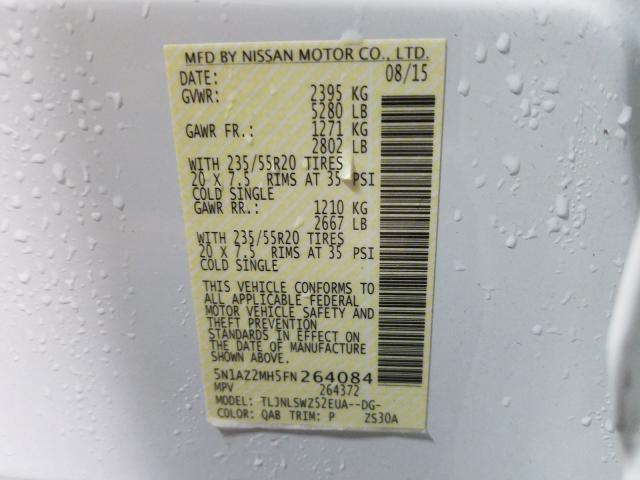 MFD BY NISSAN MOTOR CO., LTD.
DATE: 08/15
GVWR: 2395 KG
5280 LB
GAWR FR.: 1271 KG
2802 LB
WITH 235/55R20 TIRES
20 X 7.5 RIMS AT 35 PSI
COLD SINGLE
GAWR RR.: 1210 KG
2667 LB
WITH 235/55R20 TIRES
20 X 7.5 RIMS AT 35 PSI
COLD SINGLE
THIS VEHICLE CONFORMS TO
ALL APPLICABLE FEDERAL
MOTOR VEHICLE SAFETY AND
THEFT PREVENTION
STANDARDS IN EFFECT ON
THE DATE OF MANUFACTURE
SHOWN ABOVE.
5N1AZ2MH5FN264084
MPV 264372
MODEL: TLJNLSWZ52EUA--DG-
COLOR: QAB TRIM: P ZS30A